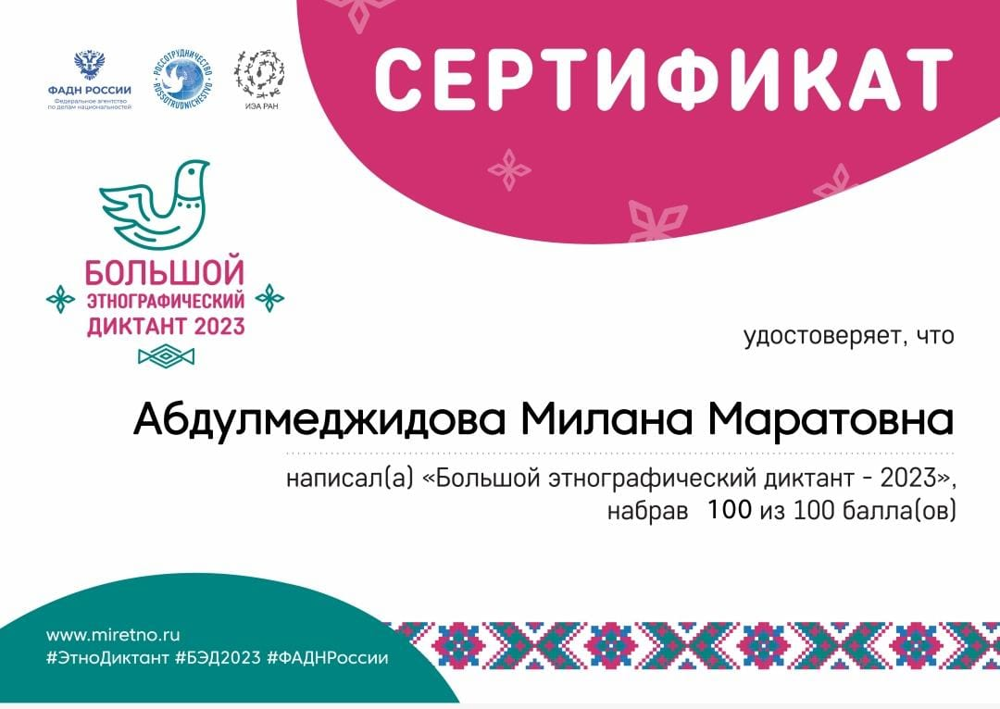 СЕРТИФИКАТ
ФАДН РОССИИ
Федеральное агентство
по делам национальностей
РОССОТРУДНИЧЕСТВО
ROSSOTRUDNICHESTVO
ИЭА РАН
БОЛЬШОЙ
ЭТНОГРАФИЧЕСКИЙ
ДИКТАНТ 2023
удостоверяет, что
Абдулмеджидова Милана Маратовна
написал(а) «Большой этнографический диктант - 2023»,
набрав 100 из 100 балла(ов)
www.miretno.ru
#ЭтноДиктант #БЭД2023 #ФАДНРоссии